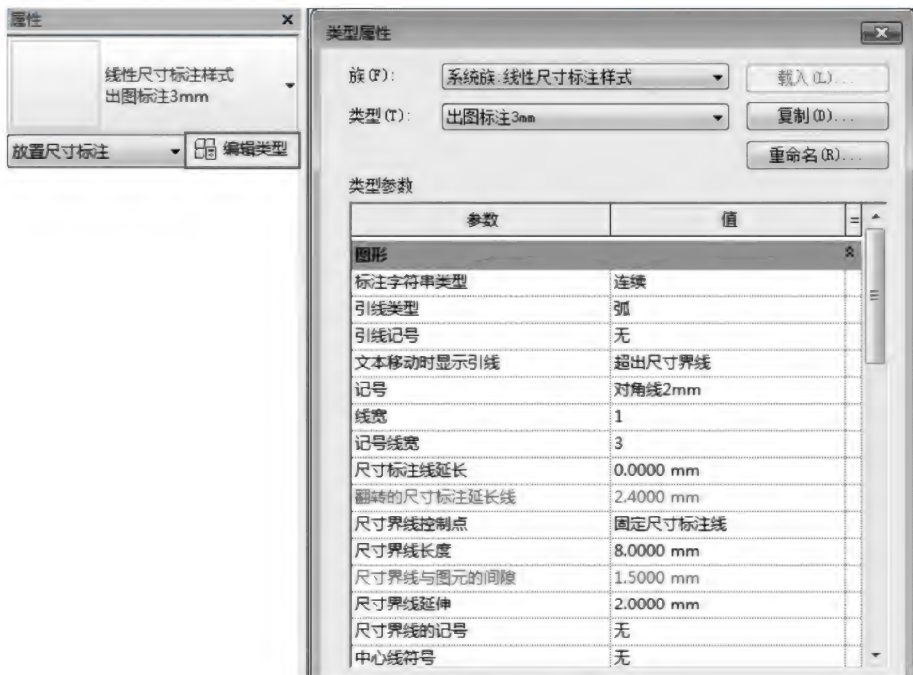 属性
线性尺寸标注样式
出图标注3mm
放置尺寸标注
编辑类型
类型属性
族(F):
系统族:线性尺寸标注样式
载入(L)...
类型(T):
出图标注3mm
复制(D)...
重命名(R)...
类型参数
参数 值 =
图形
标注字符串类型 连续
引线类型 弧
引线记号 无
文本移动时显示引线 超出尺寸界线
记号 对角线2mm
线宽 1
记号线宽 3
尺寸标注线延长 0.0000 mm
翻转的尺寸标注延长线 2.4000 mm
尺寸界线控制点 固定尺寸标注线
尺寸界线长度 8.0000 mm
尺寸界线与图元的间隙 1.5000 mm
尺寸界线延伸 2.0000 mm
尺寸界线的记号 无
中心线符号 无